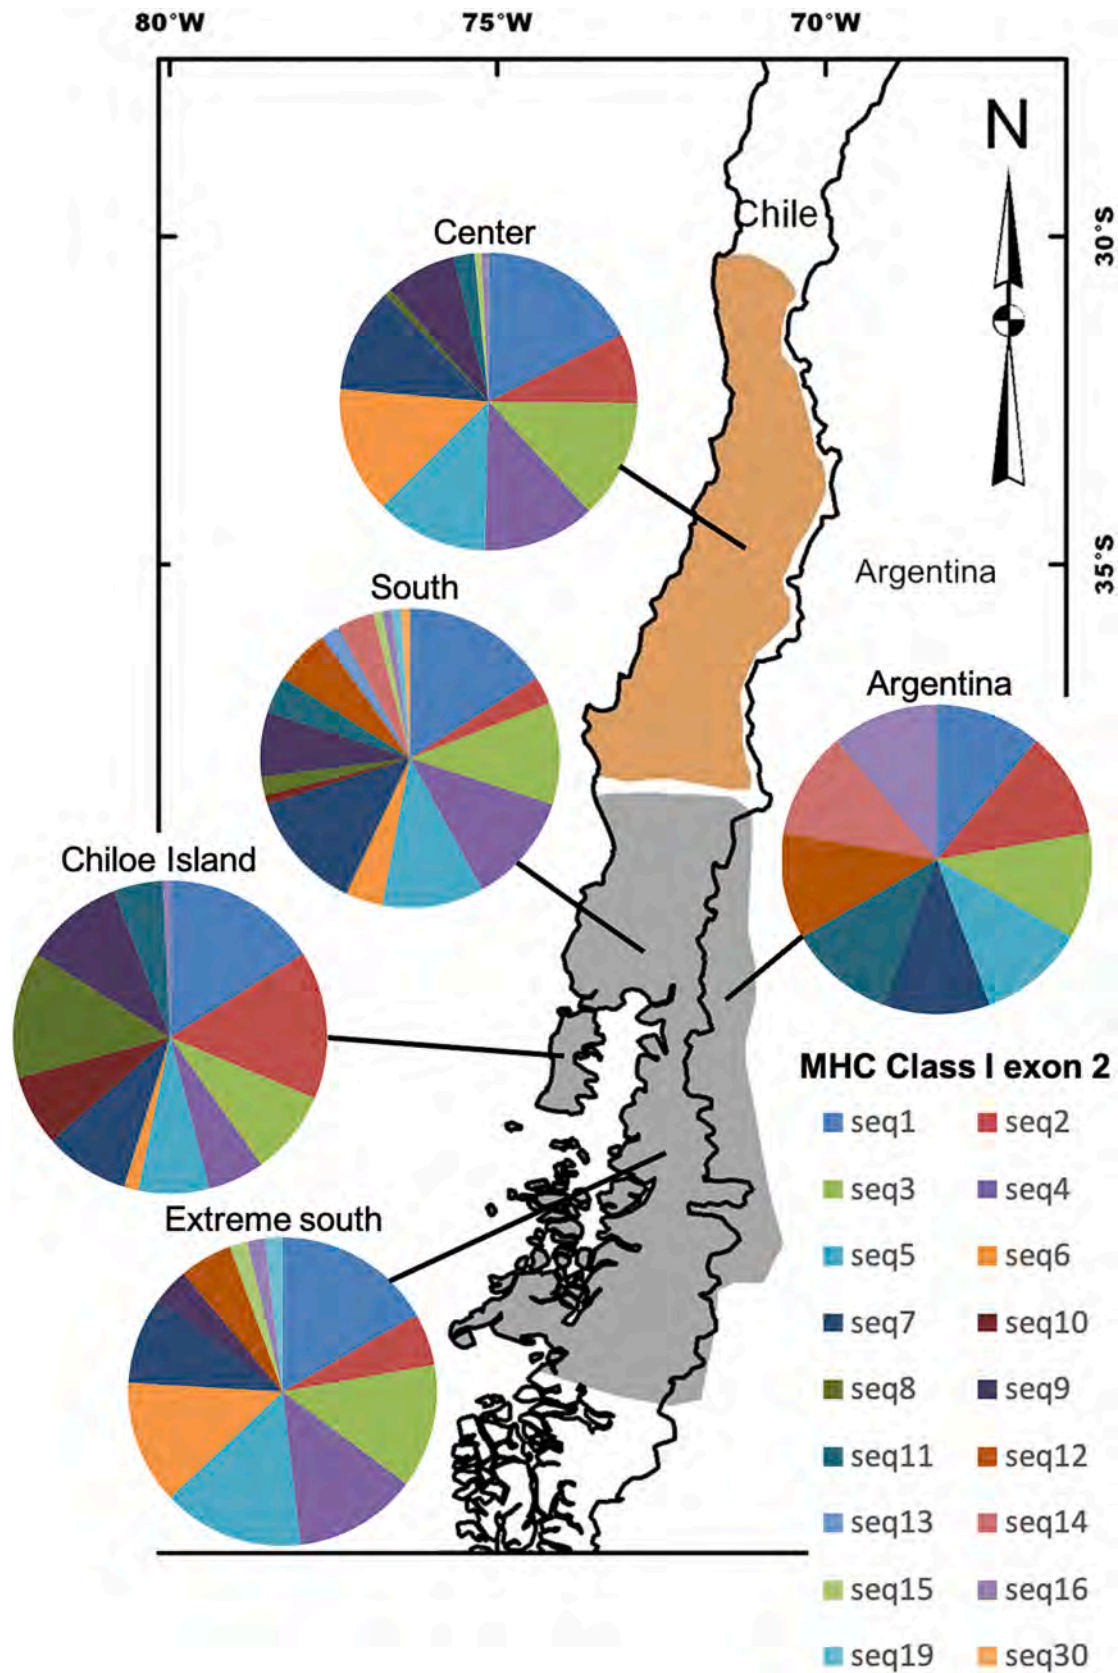 80°W 75°W 70°W
N
Chile
30°S
Center
35°S
Argentina
South
Argentina
Chiloe Island
MHC Class I exon 2
seq1 seq2
seq3 seq4
Extreme south
seq5 seq6
seq7 seq10
seq8 seq9
seq11 seq12
seq13 seq14
seq15 seq16
seq19 seq30